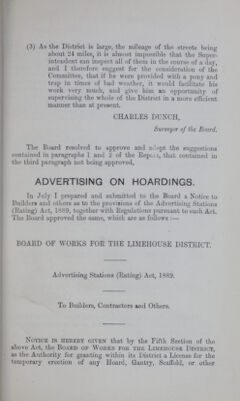 (3) As the District is large, the mileage of the streets being
about 24 miles, it is almost impossible that the Super-
intendent can inspect all of them in the course of a day,
and I therefore suggest for the consideration of the
Committee, that if he were provided with a pony and
trap in times of bad weather, it would facilitate his
work very much, and give him an opportunity of
supervising the whole of the District in a more efficient
manner than at present.
CHARLES DUNCH,
Surveyor of the Board.
The Board resolved to approve and adopt the suggestions
contained in paragraphs 1 and 2 of the Report, that contained in
the third paragraph not being approved,
ADVERTISING ON HOARDINGS.
In July I prepared and submitted to the Board a Notice to
Builders and others as to the provisions of the Advertising Stations
(Rating) Act, 1889, together with Regulations pursuant to such Act.
The Board approved the same, which are as follows :—
BOARD OF WORKS FOR THE LIMEHOUSE DISTRICT.
Advertising Stations (Rating) Act, 1889.
To Builders, Contractors and Others.
NOTICE IS HEREBY GIVEN that by the Fifth Section of the
above Act, the BOARD OF WORKS FOR THE LIMEHOUSE DISTRICT,
as the Authority for granting within its District a License for the
temporary erection of any Hoard, Gantry, Scaffold, or other